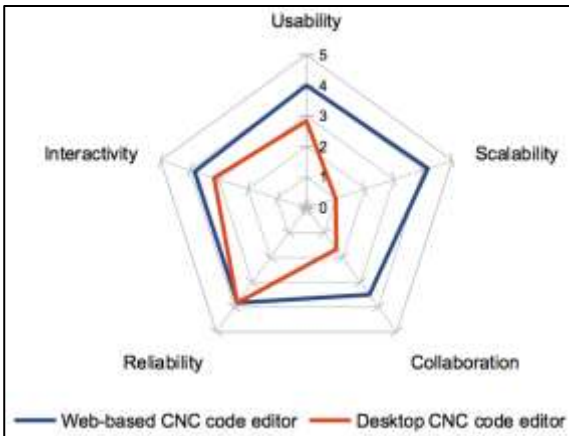 Usability
5
4
3
2
1
0
Interactivity
Scalability
Reliability
Collaboration
Web-based CNC code editor
Desktop CNC code editor